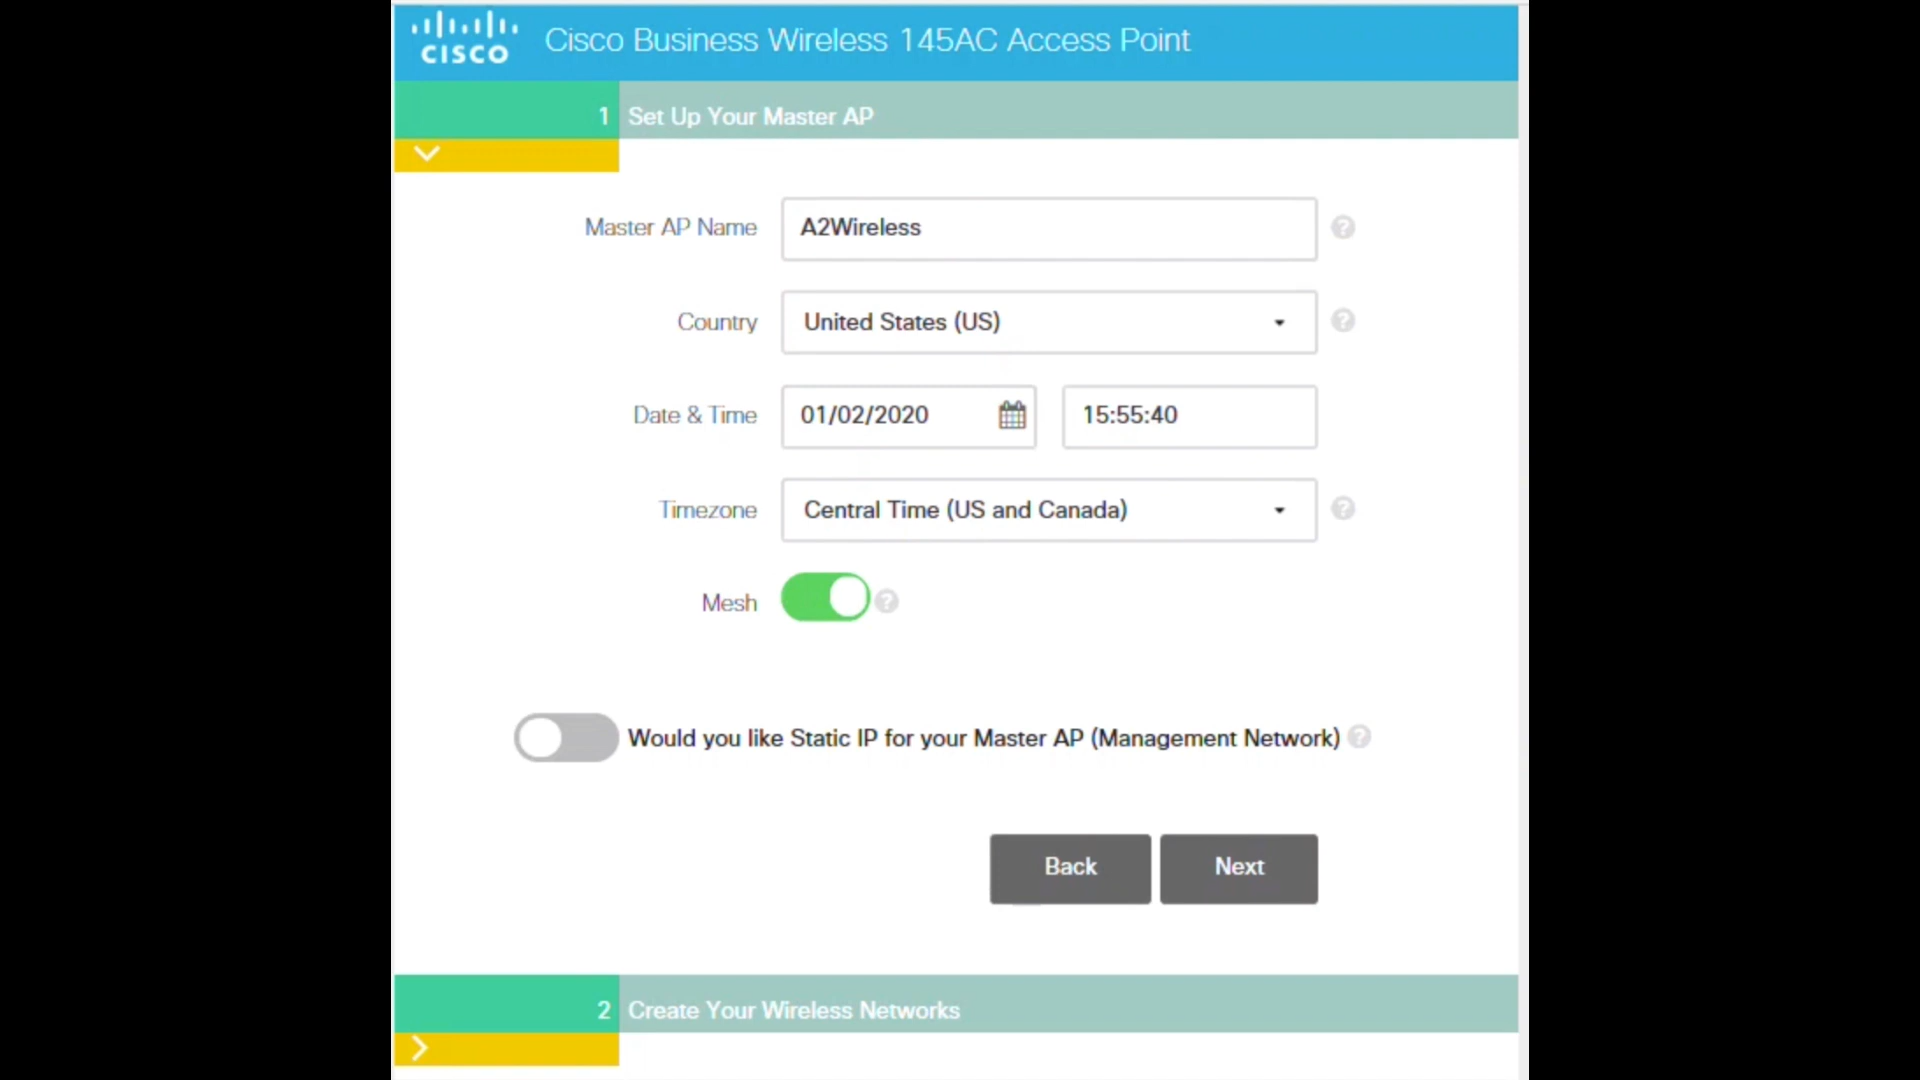 CISCO
Cisco Business Wireless 145AC Access Point
1 Set Up Your Master AP
Master AP Name A2Wireless ?
Country United States (US) ?
Date & Time 01/02/2020 15:55:40
Timezone Central Time (US and Canada) ?
Mesh ?
Would you like Static IP for your Master AP (Management Network) ?
Back Next
2 Create Your Wireless Networks